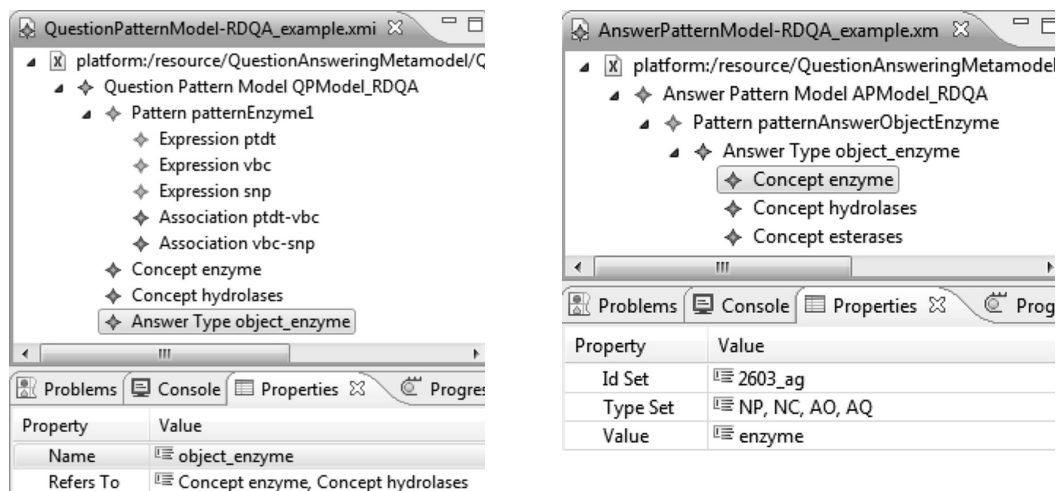 QuestionPatternModel-RDQA_example.xmi
platform:/resource/QuestionAnsweringMetamodel/Q
Question Pattern Model QPModel_RDQA
Pattern patternEnzyme1
Expression ptdt
Expression vbc
Expression snp
Association ptdt-vbc
Association vbc-snp
Concept enzyme
Concept hydrolases
Answer Type object_enzyme
Problems Console Properties Progres
Property Value
Name object_enzyme
Refers To Concept enzyme, Concept hydrolases
AnswerPatternModel-RDQA_example.xm
platform:/resource/QuestionAnsweringMetamodel
Answer Pattern Model APModel_RDQA
Pattern patternAnswerObjectEnzyme
Answer Type object_enzyme
Concept enzyme
Concept hydrolases
Concept esterases
Problems Console Properties Prog
Property Value
Id Set 2603_ag
Type Set NP, NC, AO, AQ
Value enzyme